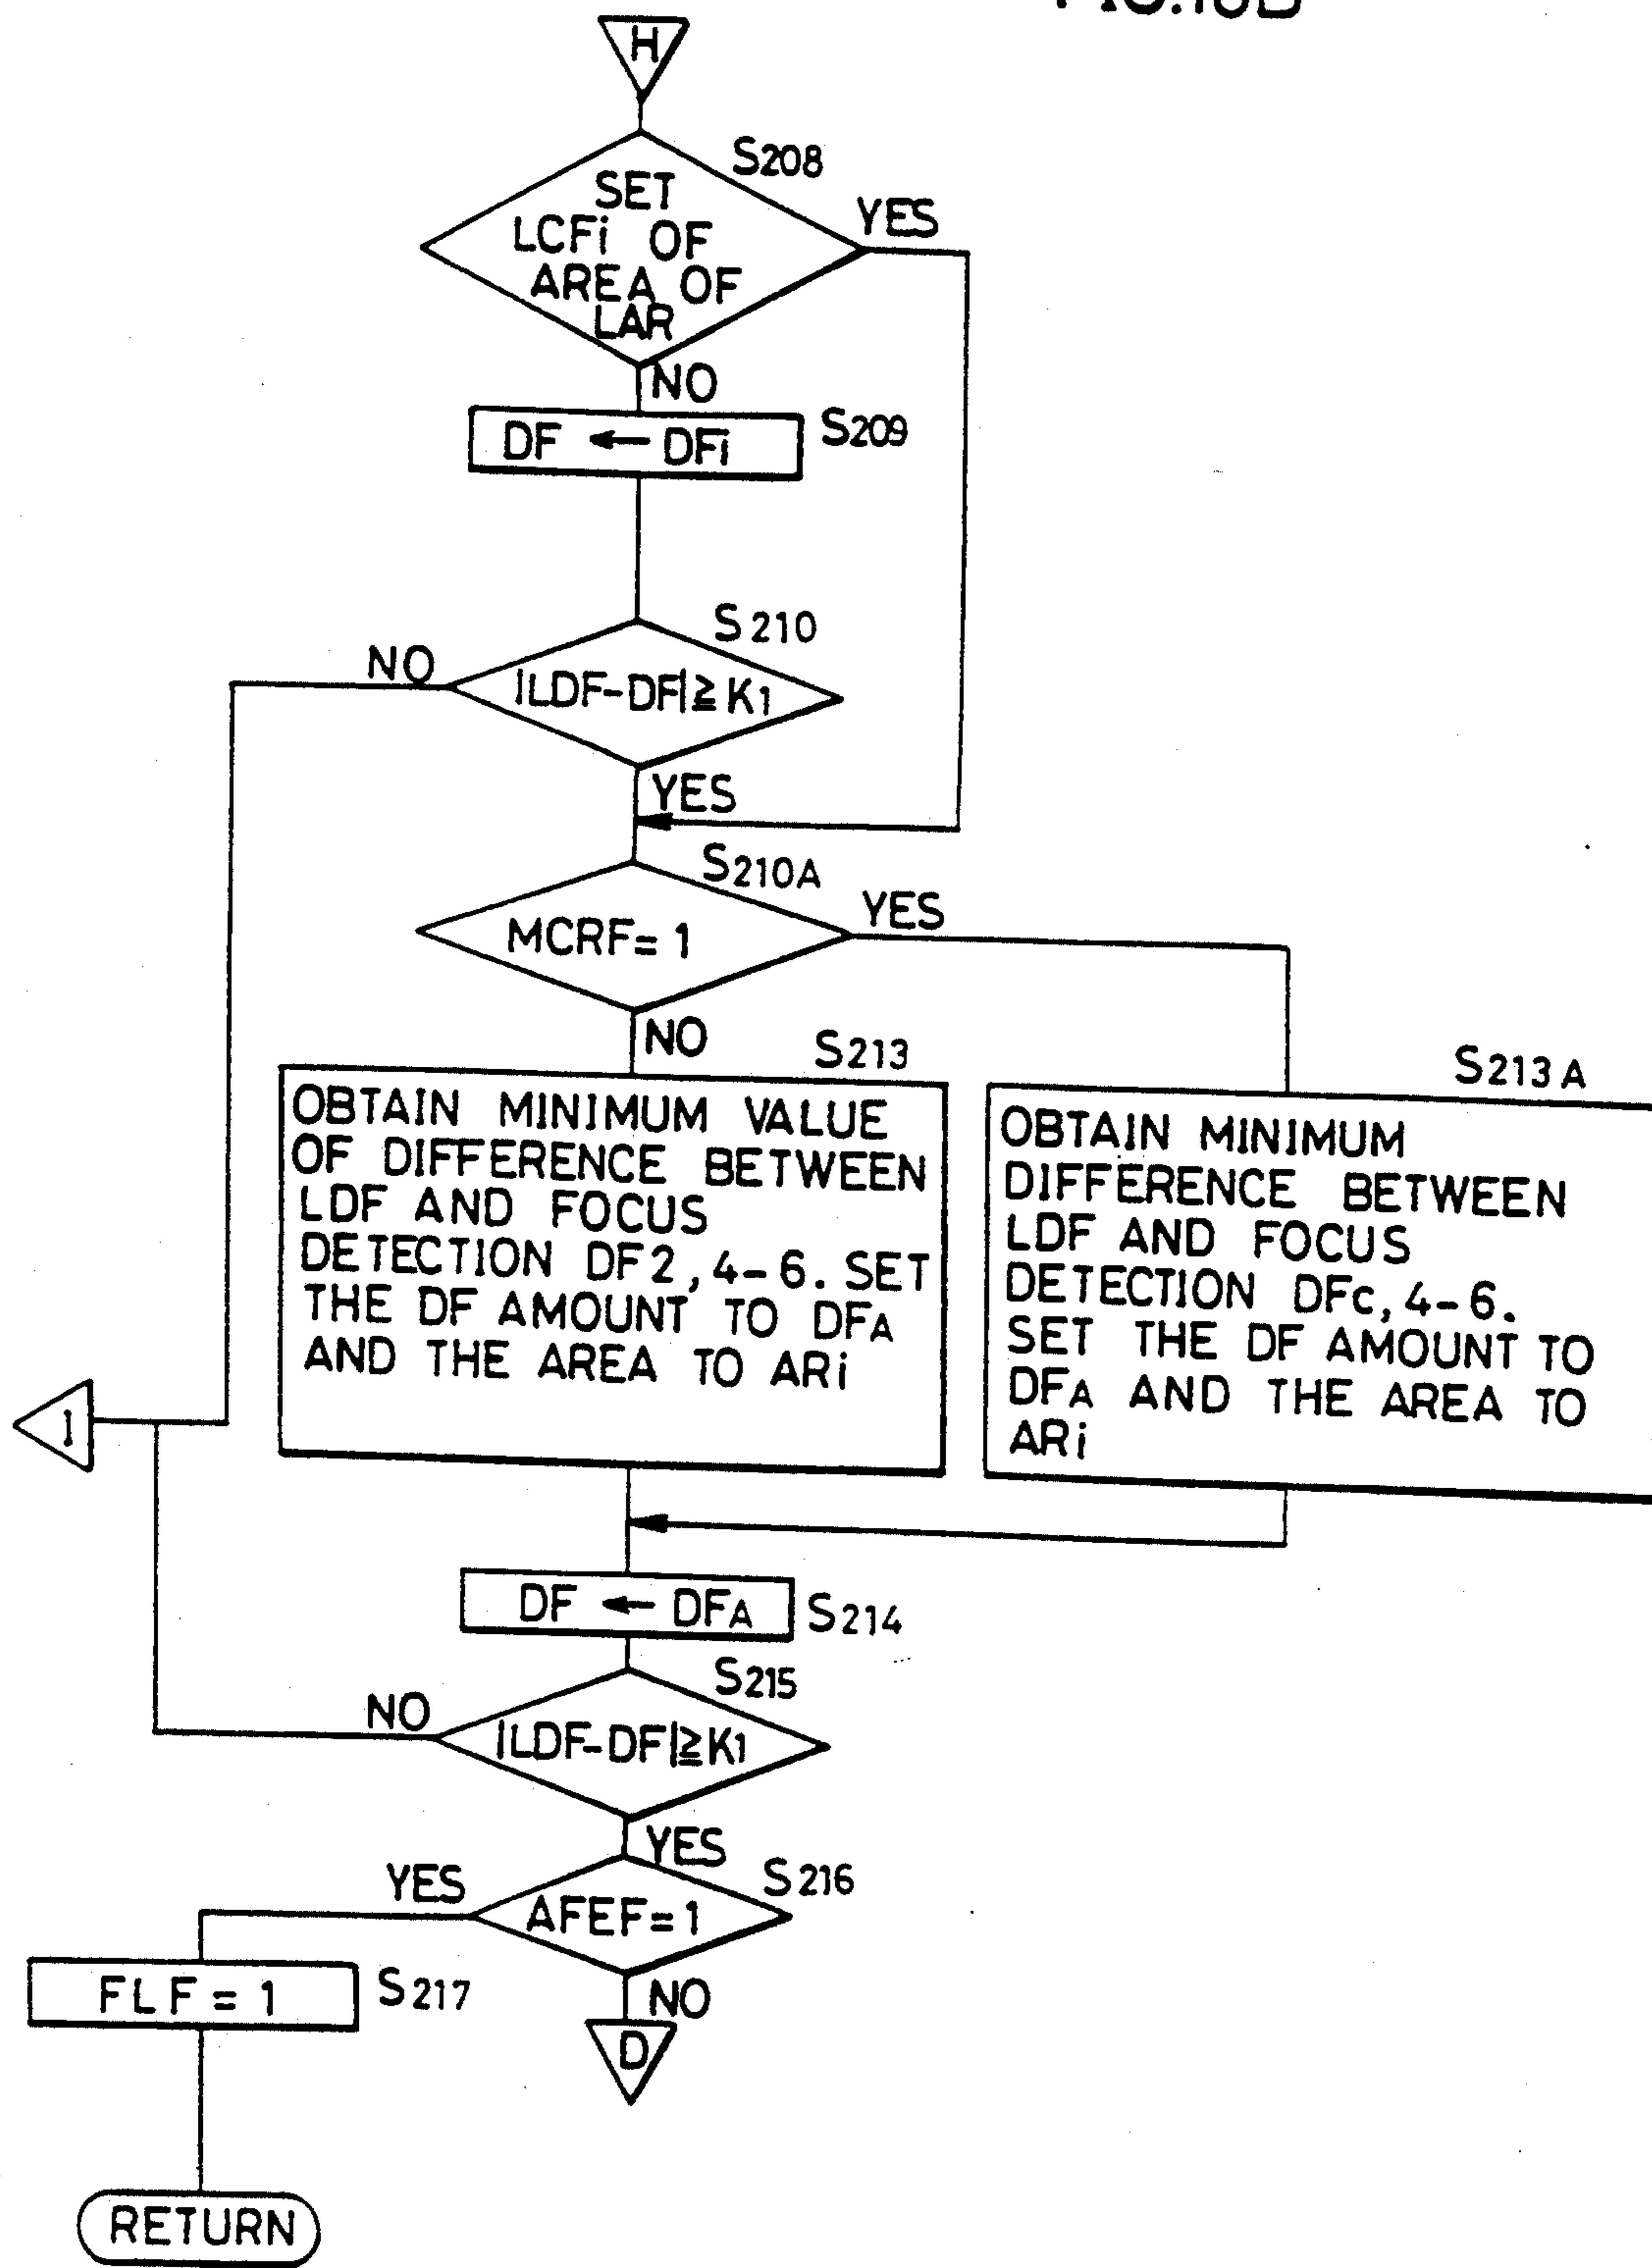 H
S208
SET
LCFi OF
AREA OF
LAR
YES
NO
DF ← DFi
S209
S210
NO
|LDF-DF|≧K1
YES
S210A
MCRF=1
YES
NO
S213
OBTAIN MINIMUM VALUE
OF DIFFERENCE BETWEEN
LDF AND FOCUS
DETECTION DF2,4-6. SET
THE DF AMOUNT TO DFA
AND THE AREA TO ARi
S213A
OBTAIN MINIMUM
DIFFERENCE BETWEEN
LDF AND FOCUS
DETECTION DFc,4-6.
SET THE DF AMOUNT TO
DFA AND THE AREA TO
ARi
I
DF ← DFA
S214
S215
NO
|LDF-DF|≧K1
YES
S216
YES
AFEF=1
NO
FLF=1
S217
D
RETURN